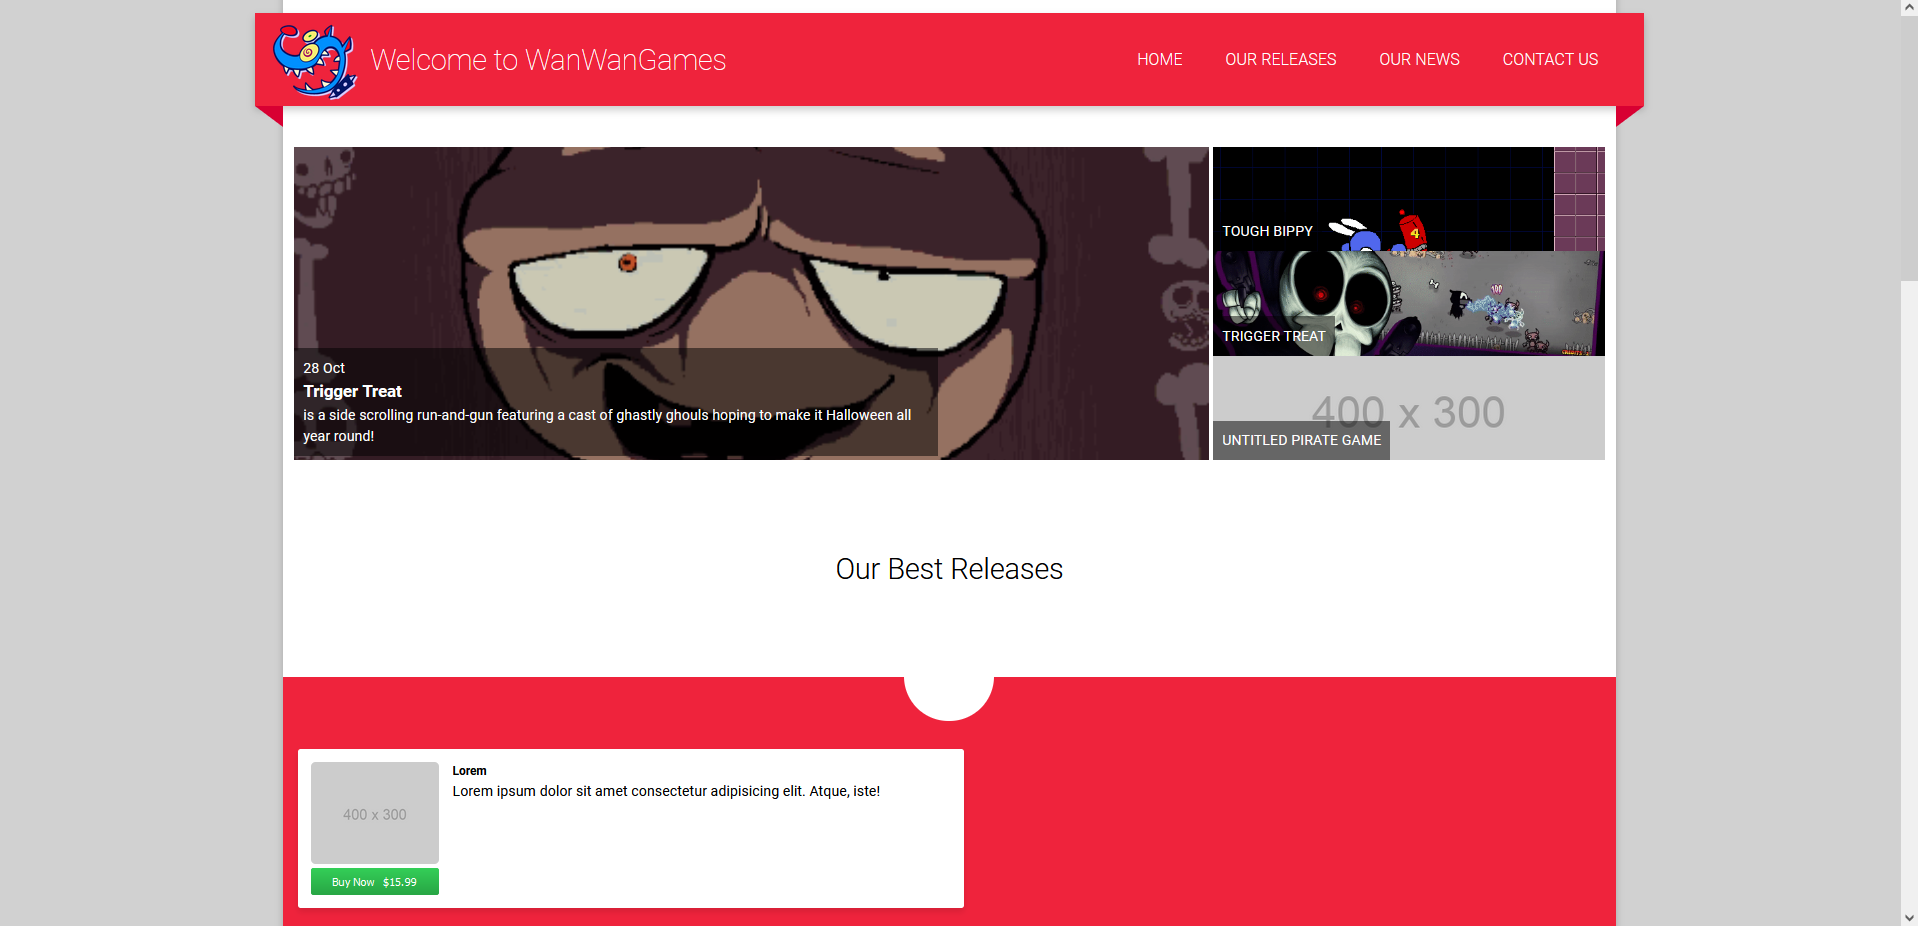 Welcome to WanWanGames
HOME
OUR RELEASES
OUR NEWS
CONTACT US
28 Oct
Trigger Treat
is a side scrolling run-and-gun featuring a cast of ghastly ghouls hoping to make it Halloween all
year round!
4
TOUGH BIPPY
100
TRIGGER TREAT
400 x 300
UNTITLED PIRATE GAME
Our Best Releases
Lorem
Lorem ipsum dolor sit amet consectetur adipisicing elit. Atque, iste!
400 x 300
Buy Now $15.99